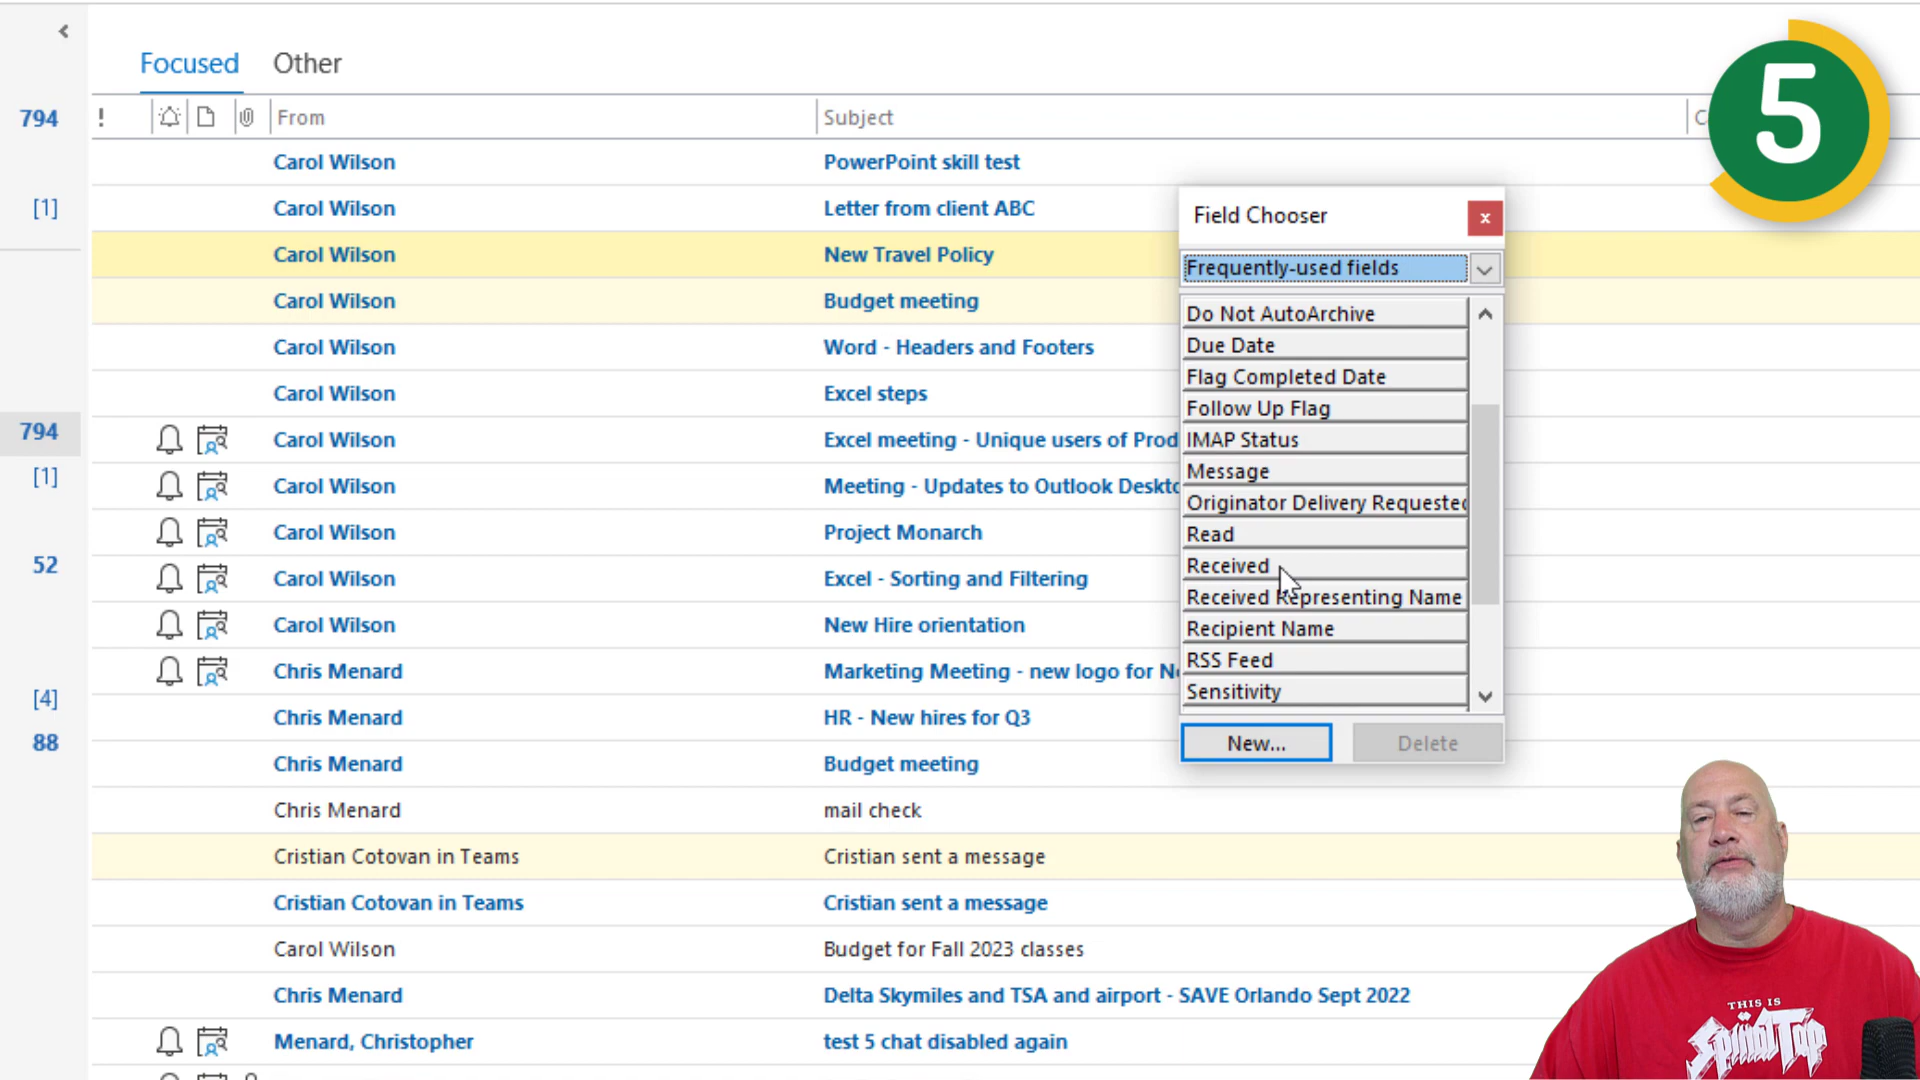 Focused Other
5
794 ! From Subject C
Carol Wilson PowerPoint skill test
[1] Carol Wilson Letter from client ABC
Carol Wilson New Travel Policy
Carol Wilson Budget meeting
Carol Wilson Word - Headers and Footers
Carol Wilson Excel steps
794 Carol Wilson Excel meeting - Unique users of Prod
[1] Carol Wilson Meeting - Updates to Outlook Deskto
Carol Wilson Project Monarch
52 Carol Wilson Excel - Sorting and Filtering
Carol Wilson New Hire orientation
Chris Menard Marketing Meeting - new logo for N
[4] Chris Menard HR - New hires for Q3
88 Chris Menard Budget meeting
Chris Menard mail check
Cristian Cotovan in Teams Cristian sent a message
Cristian Cotovan in Teams Cristian sent a message
Carol Wilson Budget for Fall 2023 classes
Chris Menard Delta Skymiles and TSA and airport - SAVE Orlando Sept 2022
Menard, Christopher test 5 chat disabled again
Field Chooser x
Frequently-used fields
Do Not AutoArchive
Due Date
Flag Completed Date
Follow Up Flag
IMAP Status
Message
Originator Delivery Requested
Read
Received
Received Representing Name
Recipient Name
RSS Feed
Sensitivity
New... Delete
THIS IS
Spın̈al Tap